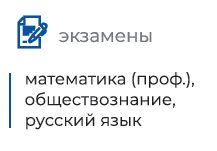 экзамены
математика (проф.),
обществознание,
русский язык